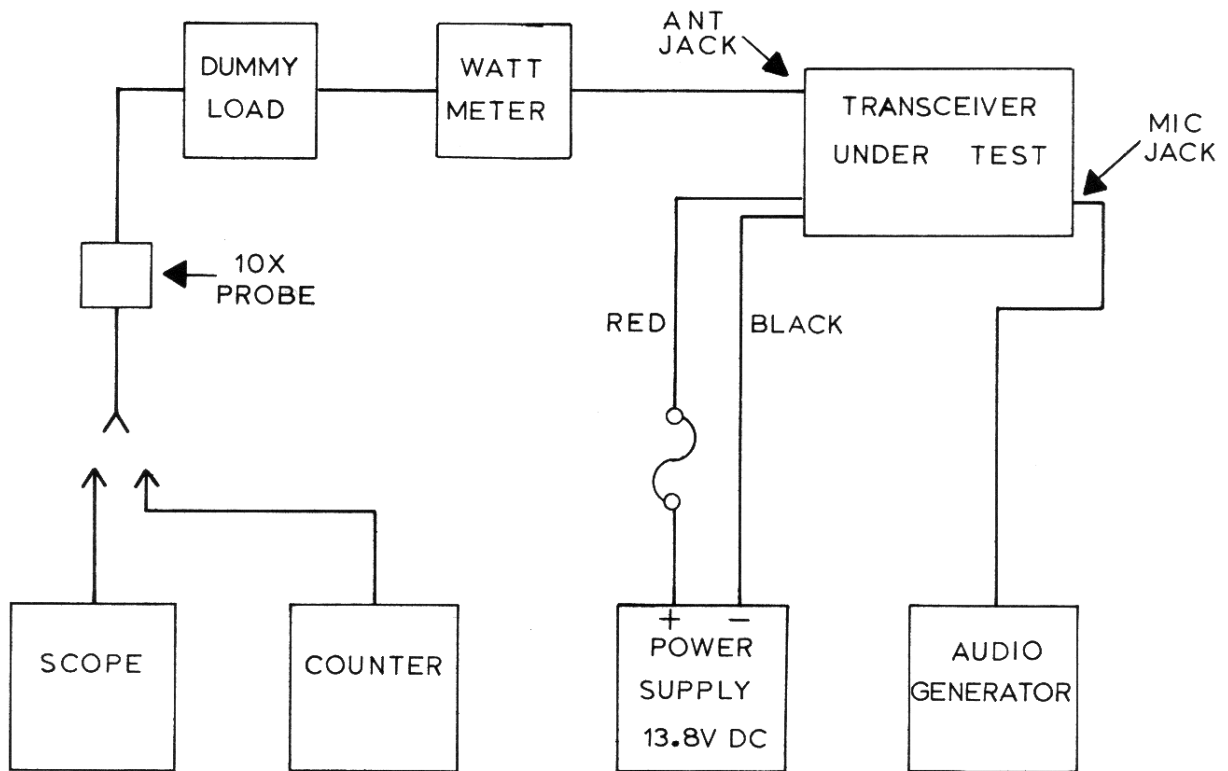 ANT
JACK
DUMMY
LOAD
WATT
METER
TRANSCEIVER
UNDER TEST
MIC
JACK
10X
PROBE
RED
BLACK
SCOPE
COUNTER
+ −
POWER
SUPPLY
13.8V DC
AUDIO
GENERATOR